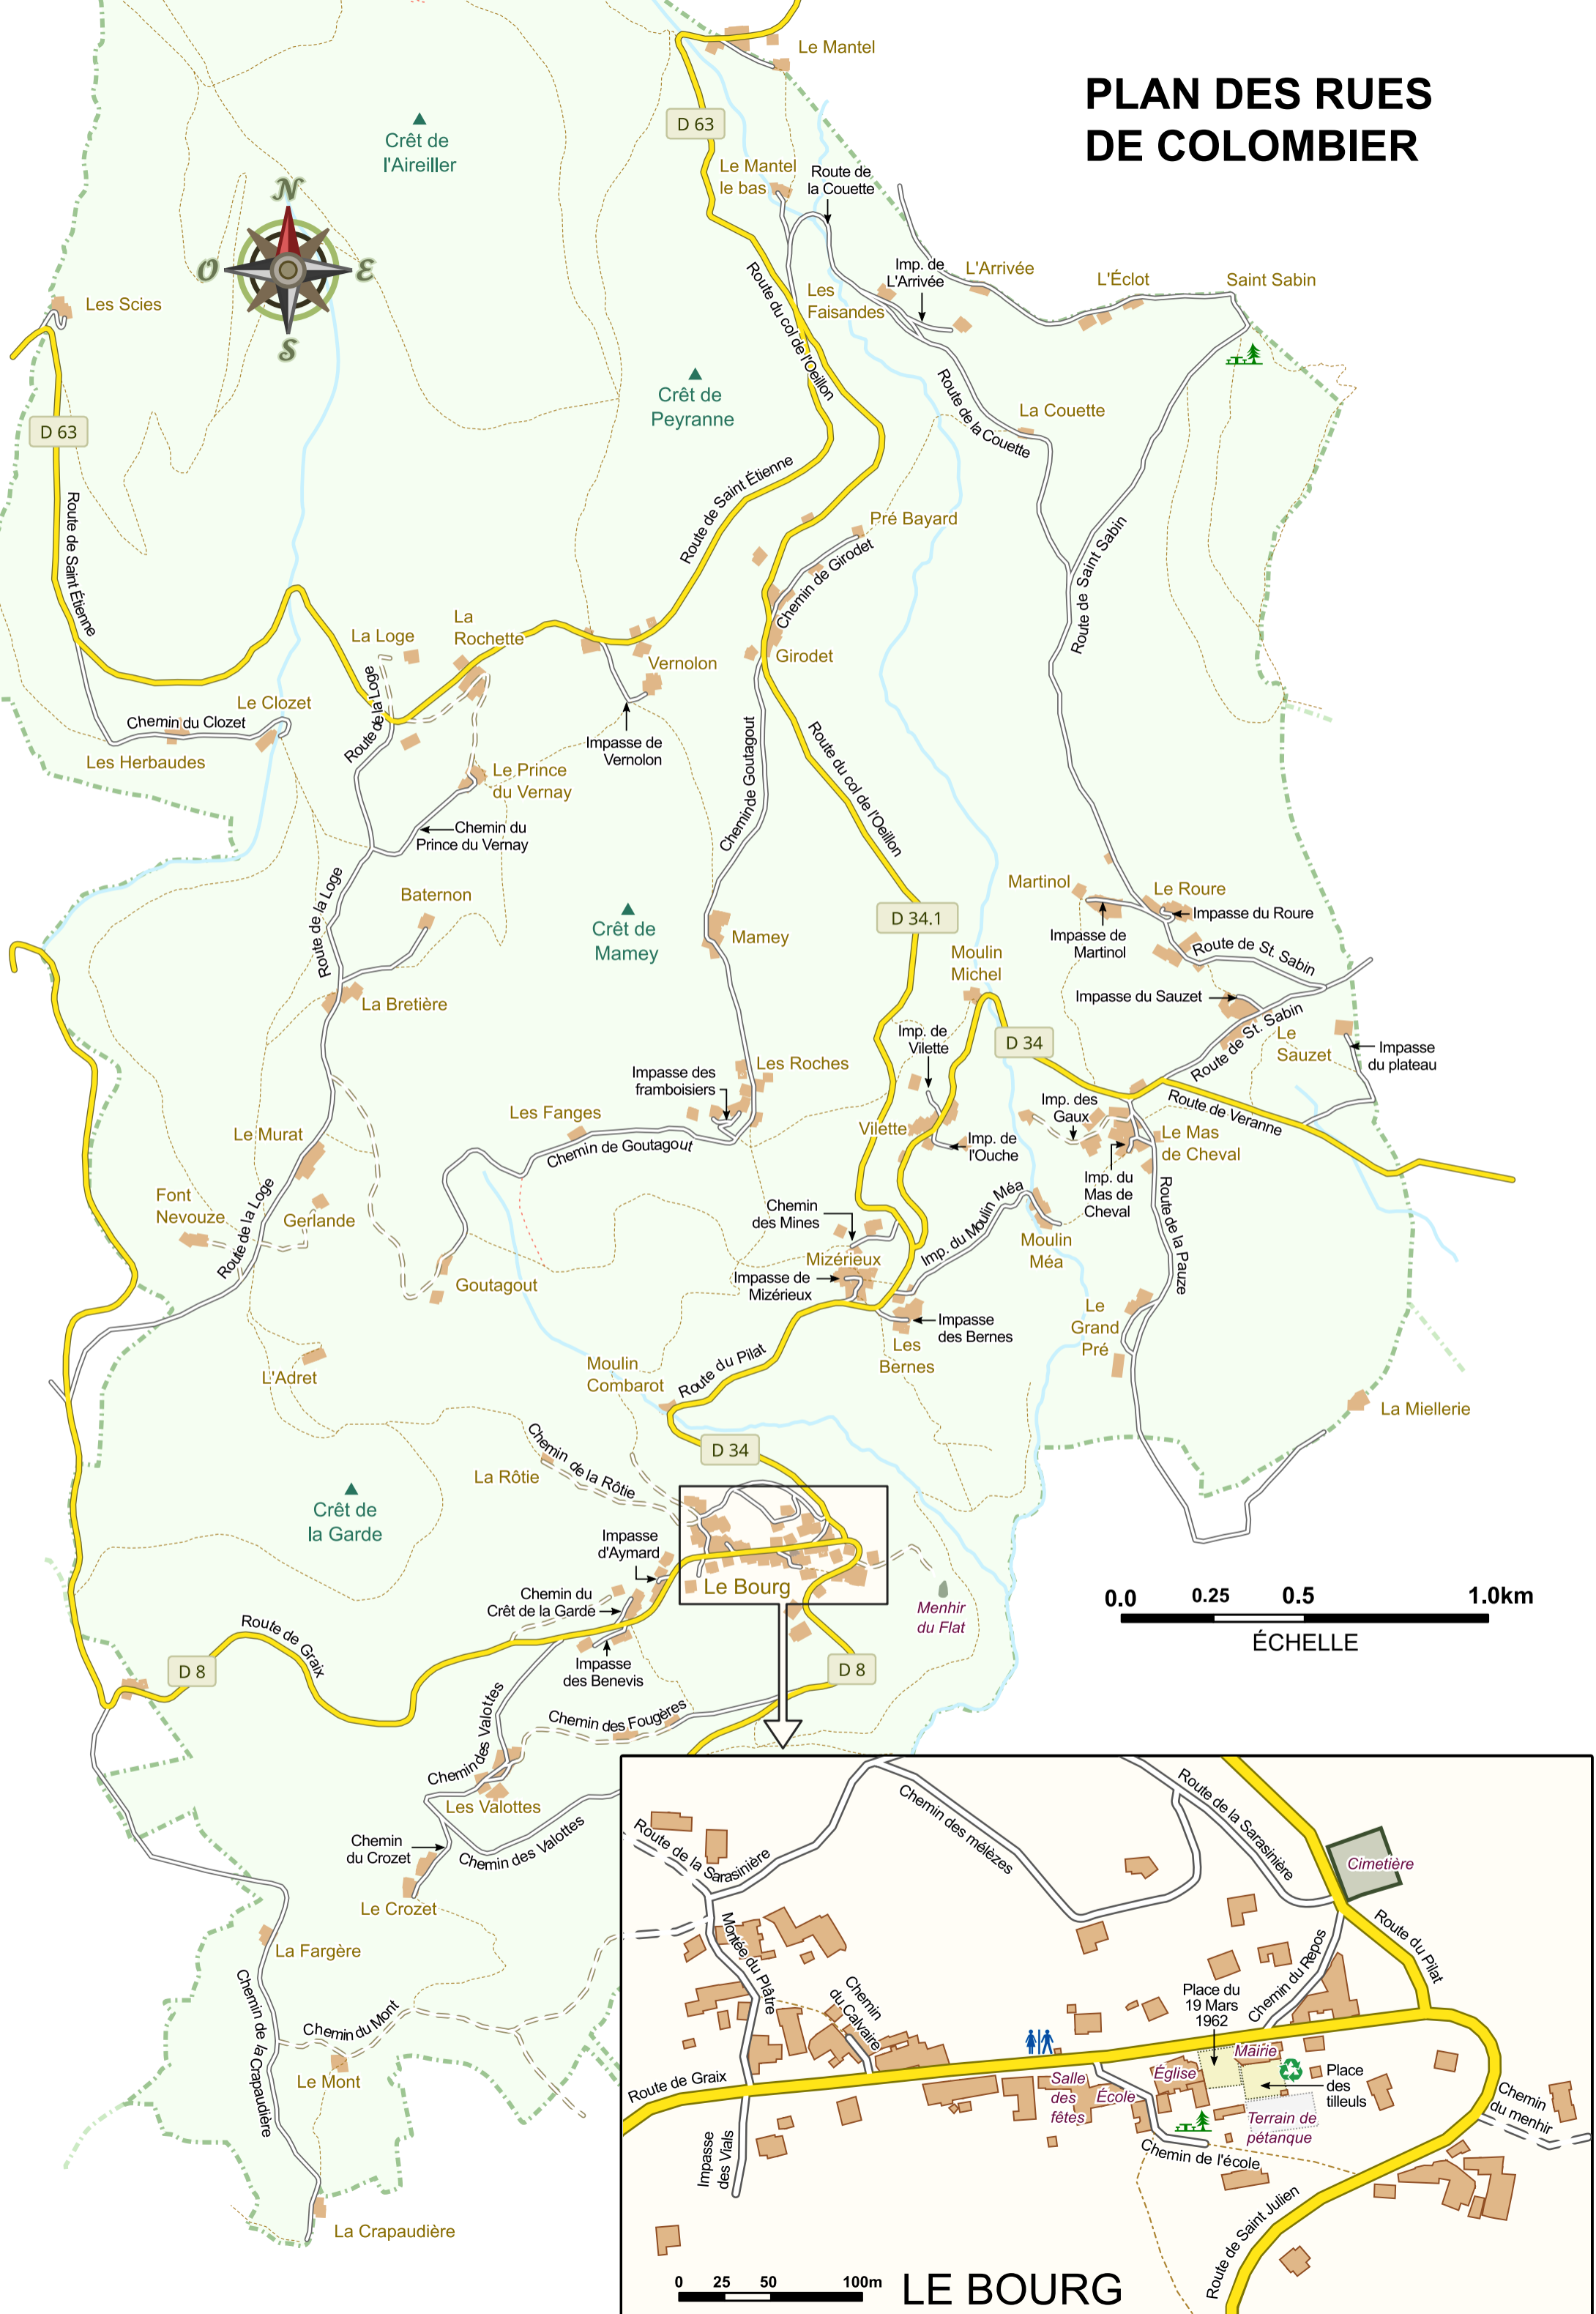 PLAN DES RUES
DE COLOMBIER
Le Mantel
D 63
Crêt de
l'Aireiller
Le Mantel
le bas
Route de
la Couette
N
O
E
S
Imp. de
L'Arrivée
L'Arrivée
L'Éclot
Saint Sabin
Les Scies
Les
Faisandes
Route du col de l'Oeillon
Crêt de
Peyranne
Route de la Couette
La Couette
D 63
Route de Saint Étienne
Route de Saint Étienne
Pré Bayard
Chemin de Girodet
Route de Saint Sabin
La Loge
La
Rochette
Vernolon
Girodet
Route de la Loge
Le Clozet
Chemin du Clozet
Les Herbaudes
Impasse de
Vernolon
Chemin de Goutagout
Route du col de l'Oeillon
Le Prince
du Vernay
Chemin du
Prince du Vernay
Route de la Loge
Baternon
Crêt de
Mamey
Mamey
D 34.1
Martinol
Le Roure
Impasse du Roure
Impasse de
Martinol
Route de St. Sabin
Moulin
Michel
La Bretière
Impasse du Sauzet
Route de St. Sabin
Le
Sauzet
Imp. de
Vilette
D 34
Impasse
du plateau
Les Roches
Impasse des
framboisiers
Imp. des
Gaux
Route de Veranne
Les Fanges
Le Murat
Chemin de Goutagout
Vilette
Imp. de
l'Ouche
Le Mas
de Cheval
Imp. du
Mas de
Cheval
Font
Nevouze
Gerlande
Route de la Loge
Chemin
des Mines
Imp. du Moulin Méa
Route de la Pauze
Mizérieux
Moulin
Méa
Impasse de
Mizérieux
Goutagout
Impasse
des Bernes
Le
Grand
Pré
Les
Bernes
L'Adret
Moulin
Combarot
Route du Pilat
La Miellerie
D 34
Chemin de la Rôtie
La Rôtie
Crêt de
la Garde
Impasse
d'Aymard
Chemin du
Crêt de la Garde
Le Bourg
Menhir
du Flat
0.0
0.25
0.5
1.0km
ÉCHELLE
Route de Graix
D 8
Impasse
des Benevis
D 8
Chemin des Valottes
Chemin des Fougères
Les Valottes
Chemin
du Crozet
Chemin des Valottes
Le Crozet
La Fargère
Chemin de la Crapaudière
Chemin du Mont
Le Mont
La Crapaudière
Route de la Sarasinière
Chemin des mélèzes
Route de la Sarasinière
Cimetière
Route du Pilat
Montée du Plâtre
Chemin
du Calvaire
Chemin du Repos
Place du
19 Mars
1962
Mairie
Église
Salle
des
fêtes
École
Place
des
tilleuls
Terrain de
pétanque
Chemin
du menhir
Route de Graix
Impasse
des Vials
Chemin de l'école
Route de Saint Julien
0
25
50
100m
LE BOURG